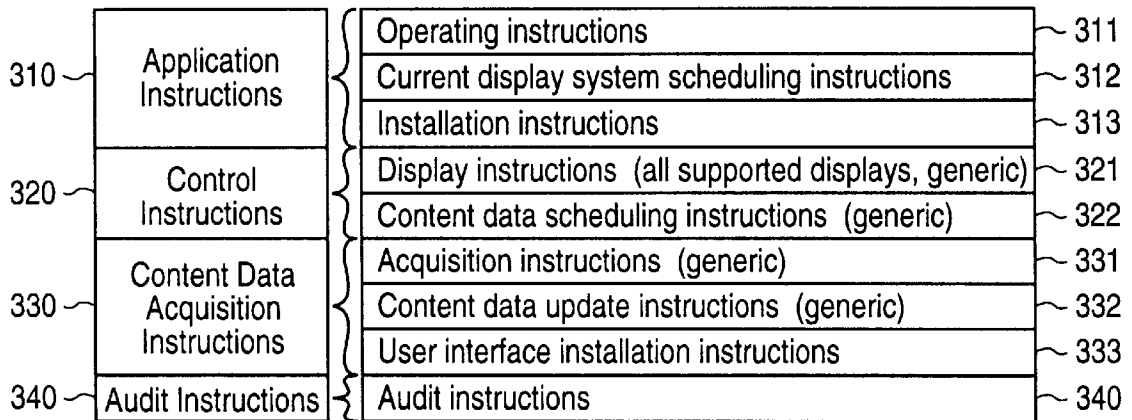 310
Application
Instructions
Operating instructions
311
Current display system scheduling instructions
312
Installation instructions
313
320
Control
Instructions
Display instructions (all supported displays, generic)
321
Content data scheduling instructions (generic)
322
330
Content Data
Acquisition
Instructions
Acquisition instructions (generic)
331
Content data update instructions (generic)
332
User interface installation instructions
333
340
Audit Instructions
Audit instructions
340